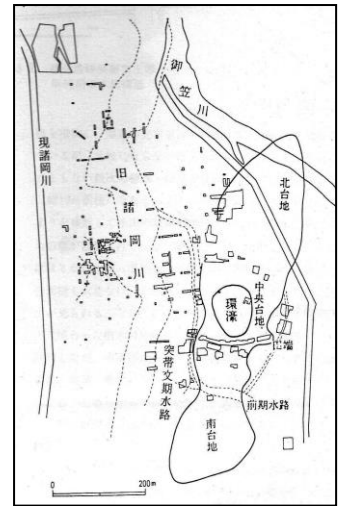 御笠川
現諸岡川
旧諸岡川
北台地
中央台地
環濠
突帯文期水路
前期水路
南台地
0 200m